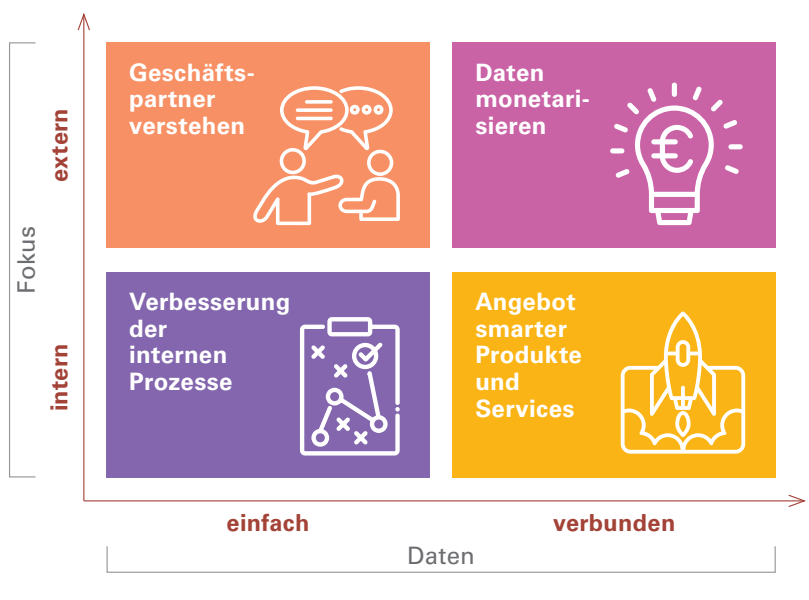 Geschäfts-
partner
verstehen
Daten
monetari-
sieren
extern
Fokus
Verbesserung
der
internen
Prozesse
Angebot
smarter
Produkte
und
Services
intern
einfach
verbunden
Daten